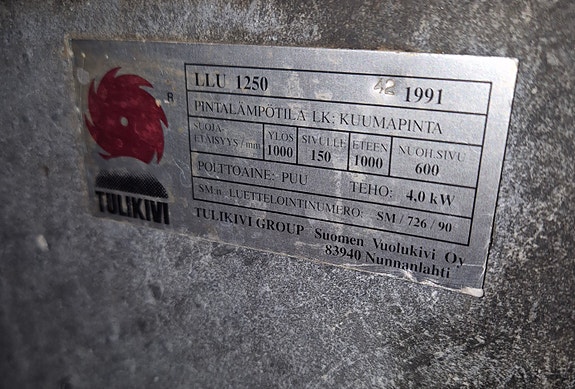 LLU 1250 42 1991
PINTALÄMPÖTILA LK: KUUMAPINTA
SUOJA-
ETÄISYYS/mm
YLÖS
1000
SIVULLE
150
ETEEN
1000
NUOH.SIVU
600
POLTTOAINE: PUU TEHO: 4,0 kW
SM:n LUETTELOINTINUMERO: SM/726/90
TULIKIVI GROUP Suomen Vuolukivi Oy
83940 Nunnanlahti
R
TULIKIVI